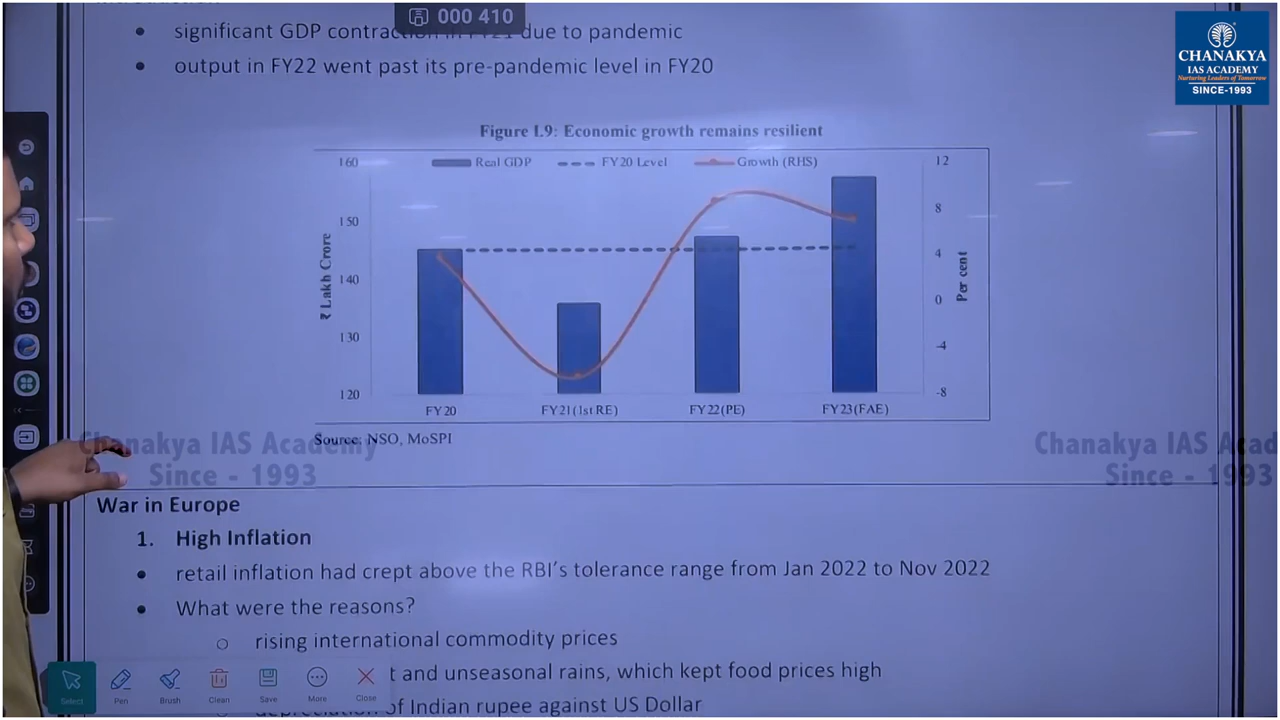 000 410
significant GDP contraction in FY21 due to pandemic
output in FY22 went past its pre-pandemic level in FY20
CHANAKYA
IAS ACADEMY
Nurturing Leaders of Tomorrow
SINCE-1993
Figure I.9: Economic growth remains resilient
160 Real GDP FY20 Level Growth (RHS) 12
150 8
140 4
130 0
120 -4
-8
₹ Lakh Crore
Per cent
FY20 FY21(1st RE) FY22(PE) FY23(FAE)
Source: NSO, MoSPI
Chanakya IAS Academy
Since - 1993
Chanakya IAS Acad
Since - 1993
War in Europe
1. High Inflation
retail inflation had crept above the RBI's tolerance range from Jan 2022 to Nov 2022
What were the reasons?
rising international commodity prices
t and unseasonal rains, which kept food prices high
depreciation of Indian rupee against US Dollar
Select Pen Brush Clean Save More Close